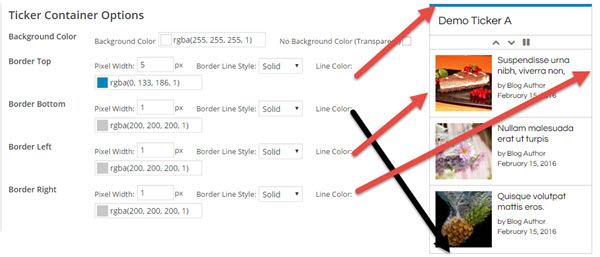 Ticker Container Options
Background Color Background Color rgba(255, 255, 255, 1) No Background Color (Transparent)
Border Top Pixel Width: 5 px Border Line Style: Solid Line Color:
rgba(0, 133, 186, 1)
Border Bottom Pixel Width: 1 px Border Line Style: Solid Line Color:
rgba(200, 200, 200, 1)
Border Left Pixel Width: 1 px Border Line Style: Solid Line Color:
rgba(200, 200, 200, 1)
Border Right Pixel Width: 1 px Border Line Style: Solid Line Color:
rgba(200, 200, 200, 1)
Demo Ticker A
Suspendisse urna
nibh, viverra non,
by Blog Author
February 15, 2016
Nullam malesuada
erat ut turpis
by Blog Author
February 15, 2016
Quisque volutpat
mattis eros.
by Blog Author
February 15, 2016